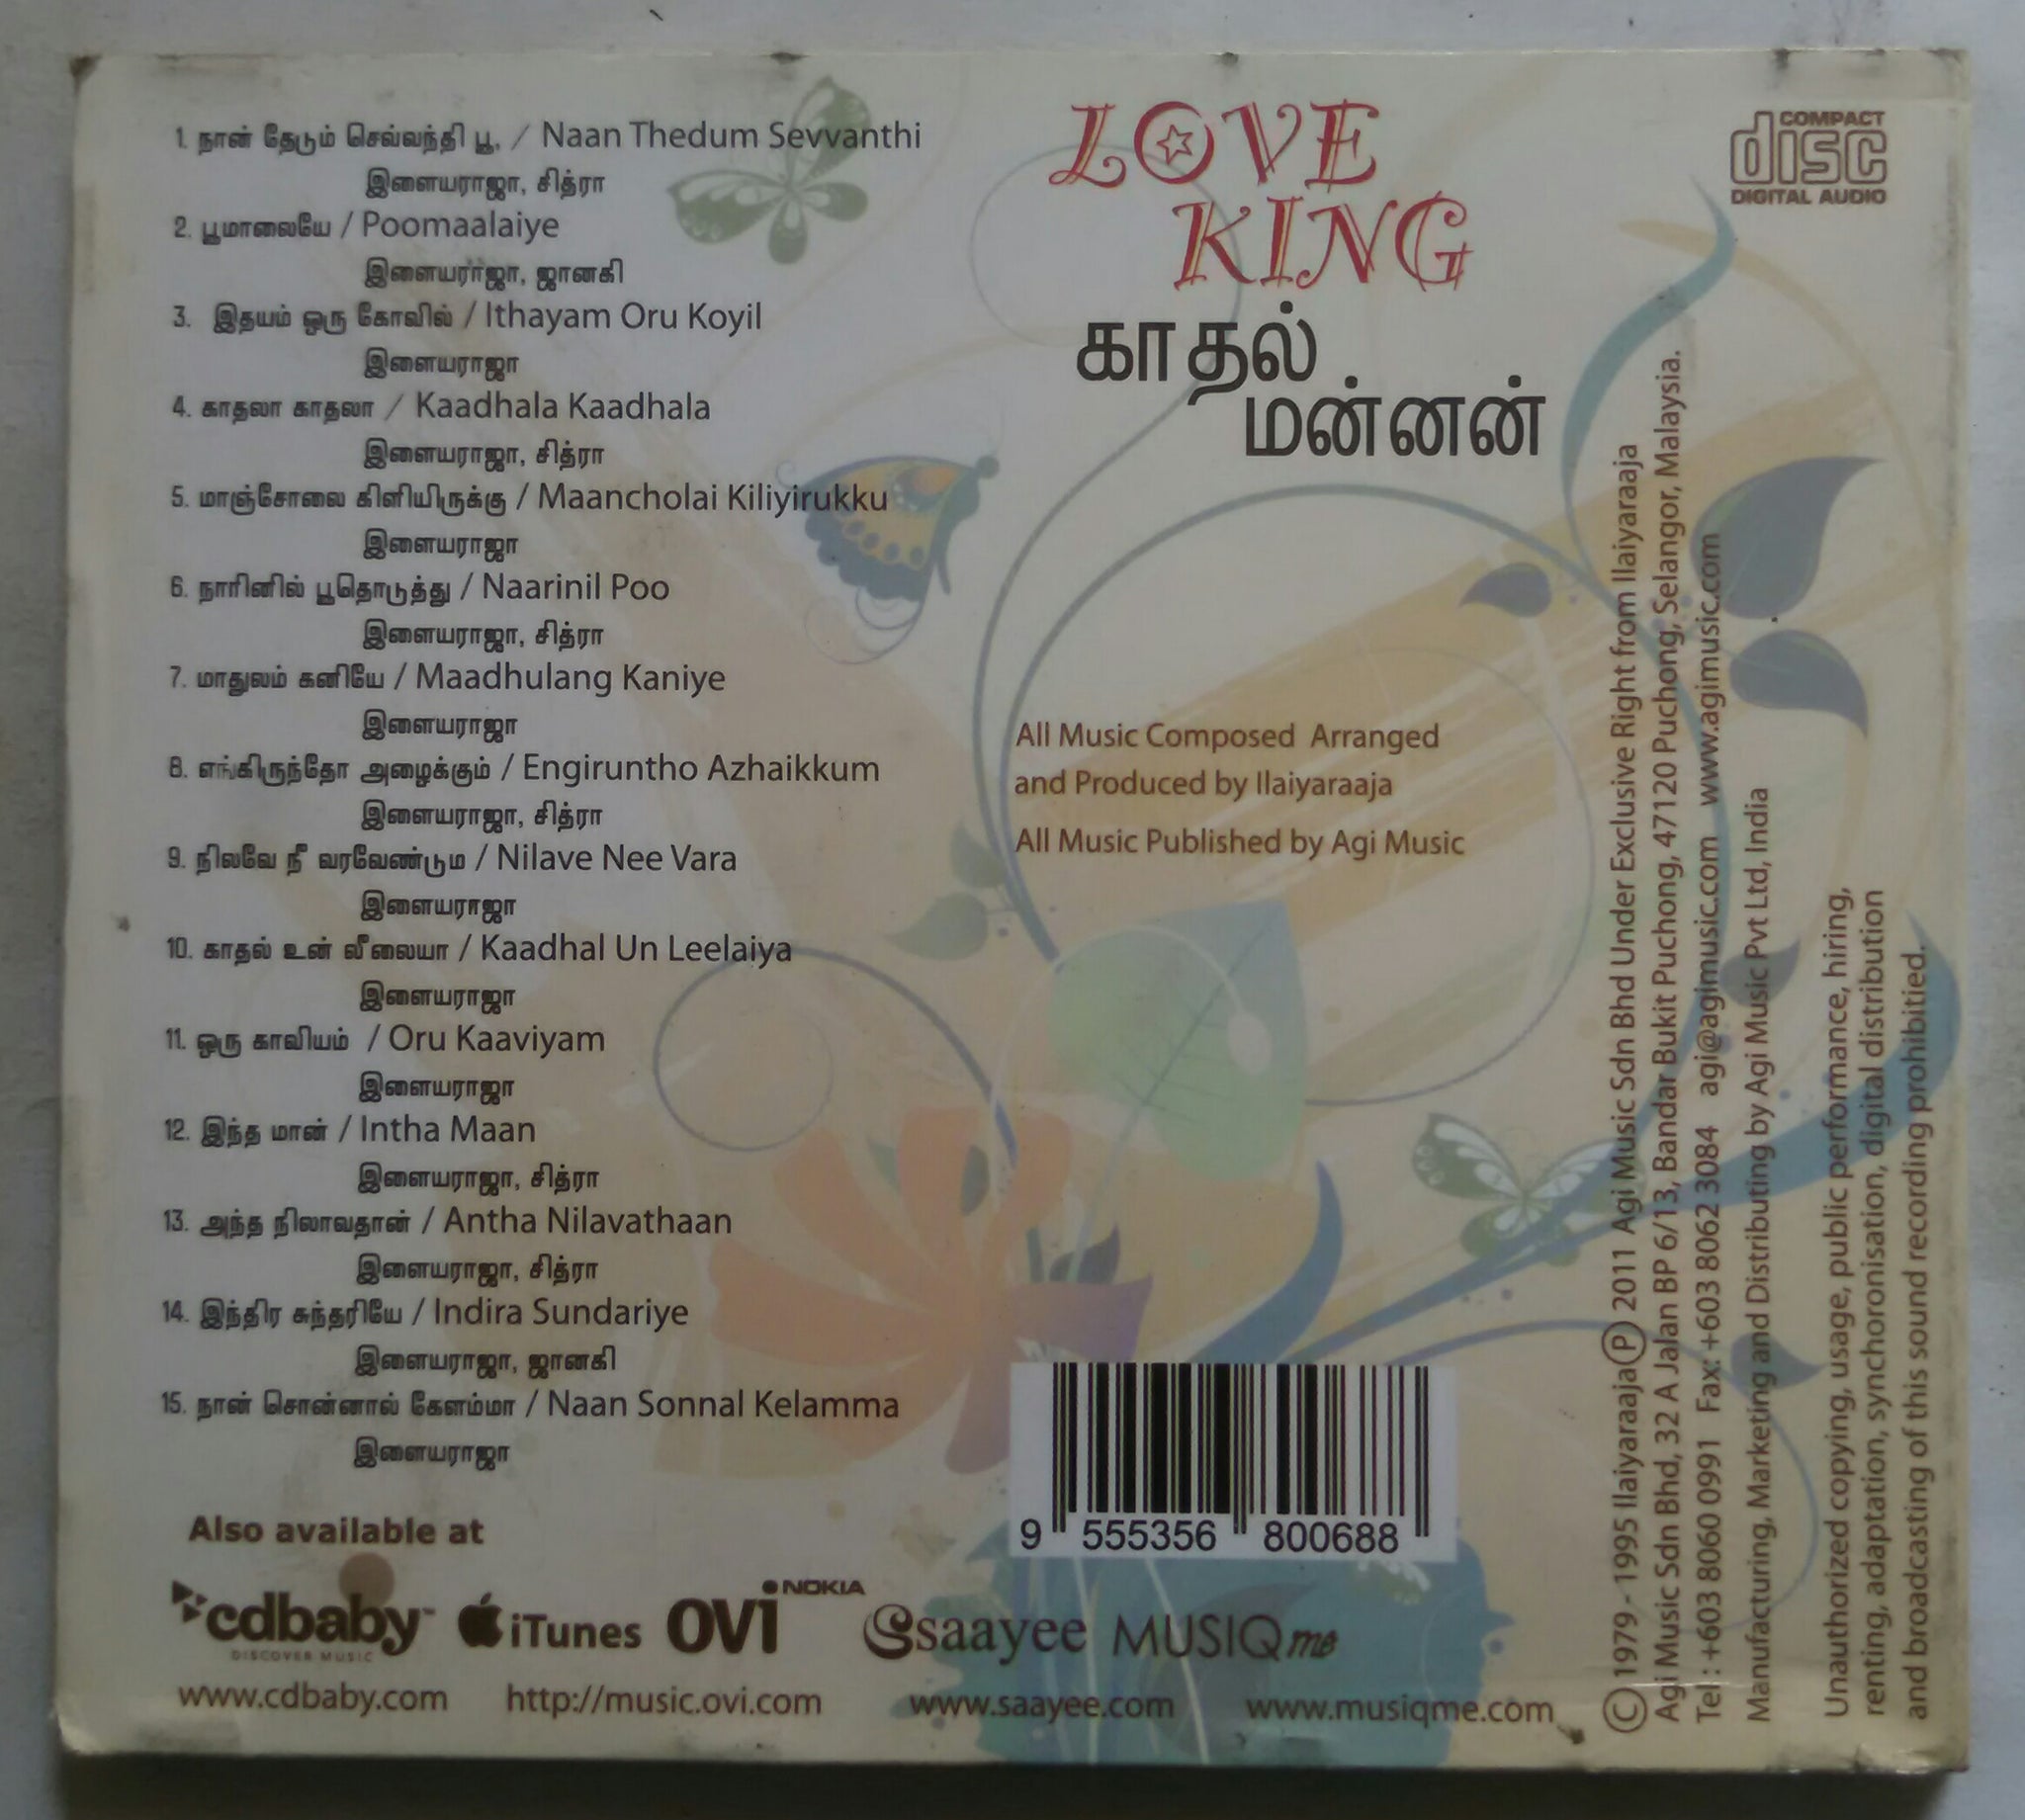 1. நான் தேடும் செவ்வந்தி பூ, / Naan Thedum Sevvanthi
இளையராஜா, சித்ரா
2. பூமாலையே / Poomaalaiye
இளையராஜா, ஜானகி
3. இதயம் ஒரு கோவில் / Ithayam Oru Koyil
இளையராஜா
4. காதலா காதலா / Kaadhala Kaadhala
இளையராஜா, சித்ரா
5. மாஞ்சோலை கிளியிருக்கு / Maancholai Kiliyirukku
இளையராஜா
6. நாரினில் பூதொடுத்து / Naarinil Poo
இளையராஜா, சித்ரா
7. மாதுலம் கனியே / Maadhulang Kaniye
இளையராஜா
8. எங்கிருந்தோ அழைக்கும் / Engiruntho Azhaikkum
இளையராஜா, சித்ரா
9. நிலவே நீ வரவேண்டும / Nilave Nee Vara
இளையராஜா
10. காதல் உன் லீலையா / Kaadhal Un Leelaiya
இளையராஜா
11. ஒரு காவியம் / Oru Kaaviyam
இளையராஜா
12. இந்த மான் / Intha Maan
இளையராஜா, சித்ரா
13. அந்த நிலாவதான் / Antha Nilavathaan
இளையராஜா, சித்ரா
14. இந்திர சுந்தரியே / Indira Sundariye
இளையராஜா, ஜானகி
15. நான் சொன்னால் கேளம்மா / Naan Sonnal Kelamma
இளையராஜா
Also available at
cdbaby™
DISCOVER MUSIC
iTunes
OVI NOKIA
saayee
MUSIQme
www.cdbaby.com http://music.ovi.com www.saayee.com www.musiqme.com
LOVE
KING
காதல்
மன்னன்
COMPACT
disc
DIGITAL AUDIO
All Music Composed Arranged
and Produced by Ilaiyaraaja
All Music Published by Agi Music
9 555356 800688
Ⓒ 1979 - 1995 Ilaiyaraaja Ⓟ 2011 Agi Music Sdn Bhd Under Exclusive Right from Ilaiyaraaja
Agi Music Sdn Bhd, 32 A Jalan BP 6/13, Bandar Bukit Puchong, 47120 Puchong, Selangor, Malaysia.
Tel : +603 8060 0991 Fax: +603 8062 3084 agi@agimusic.com www.agimusic.com
Manufacturing, Marketing and Distributing by Agi Music Pvt Ltd, India
Unauthorized copying, usage, public performance, hiring,
renting, adaptation, synchoronisation, digital distribution
and broadcasting of this sound recording prohibitied.